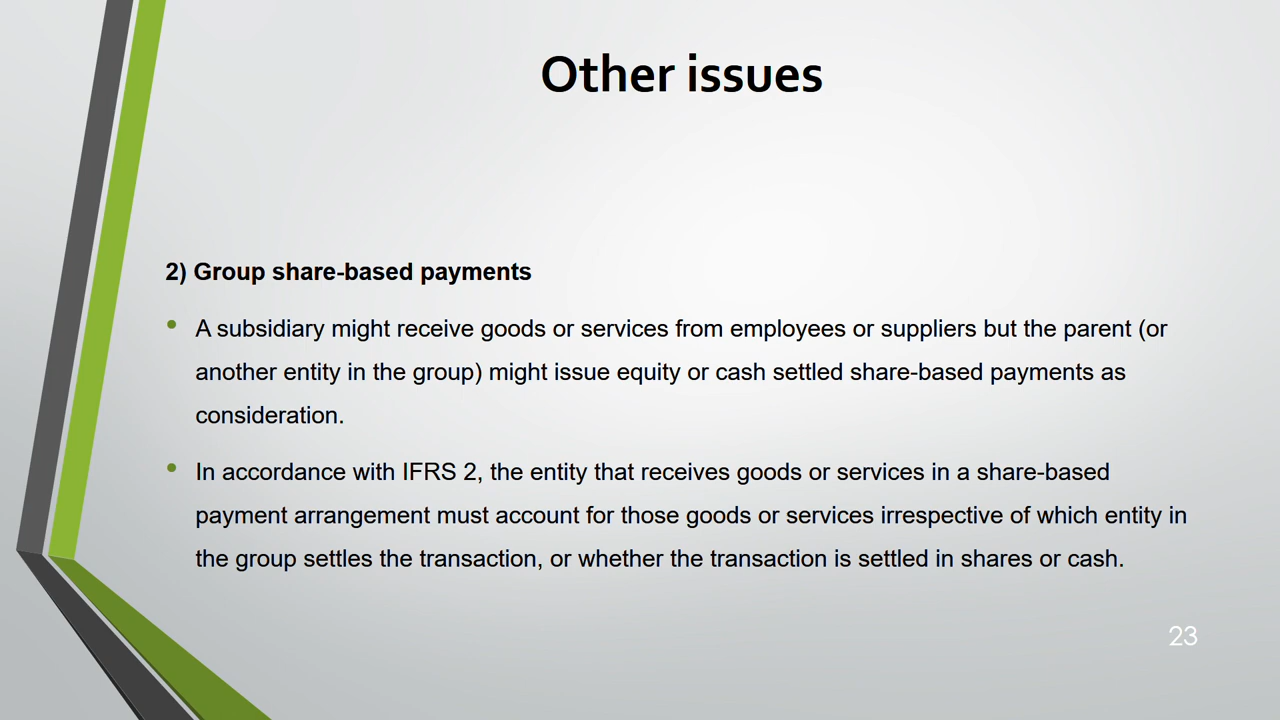 Other issues
2) Group share-based payments
• A subsidiary might receive goods or services from employees or suppliers but the parent (or
another entity in the group) might issue equity or cash settled share-based payments as
consideration.
• In accordance with IFRS 2, the entity that receives goods or services in a share-based
payment arrangement must account for those goods or services irrespective of which entity in
the group settles the transaction, or whether the transaction is settled in shares or cash.
23